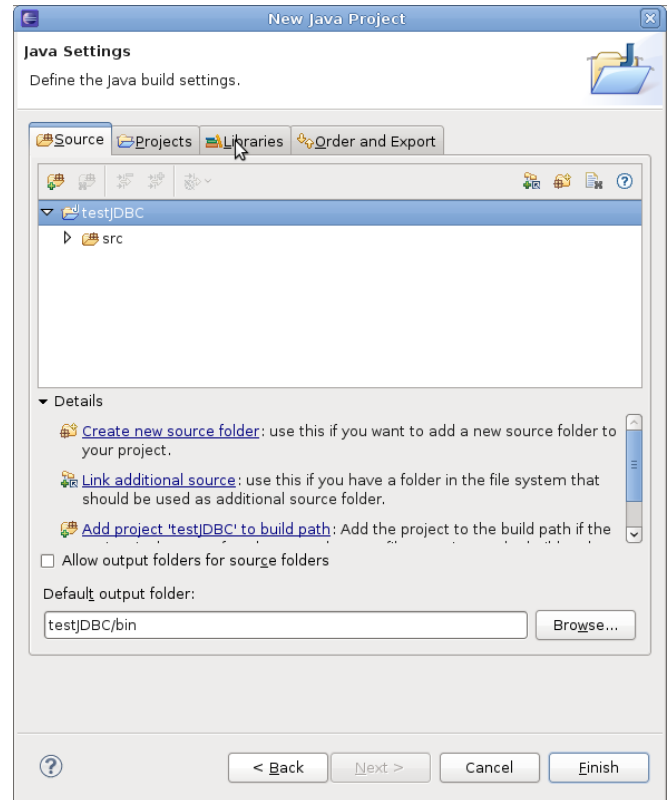 New Java Project
Java Settings
Define the Java build settings.
Source Projects Libraries Order and Export
testJDBC
src
Details
Create new source folder: use this if you want to add a new source folder to
your project.
Link additional source: use this if you have a folder in the file system that
should be used as additional source folder.
Add project 'testJDBC' to build path: Add the project to the build path if the
Allow output folders for source folders
Default output folder:
testJDBC/bin Browse...
< Back Next > Cancel Finish